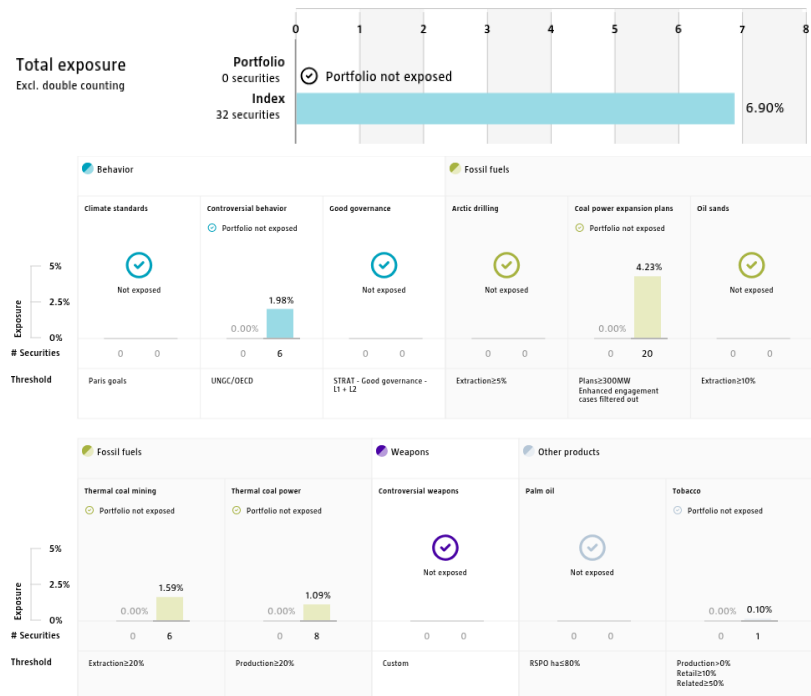 0 1 2 3 4 5 6 7 8
Total exposure
Excl. double counting
Portfolio
0 securities
Portfolio not exposed
Index
32 securities
6.90%
Behavior
Fossil fuels
Climate standards
Controversial behavior
Good governance
Arctic drilling
Coal power expansion plans
Oil sands
Portfolio not exposed
Portfolio not exposed
Exposure
5%
2.5%
0%
Not exposed
0.00%
1.98%
Not exposed
Not exposed
0.00%
4.23%
Not exposed
# Securities
0 0
0 6
0 0
0 0
0 20
0 0
Threshold
Paris goals
UNGC/OECD
STRAT - Good governance -
L1 + L2
Extraction≥5%
Plans≥300MW
Enhanced engagement
cases filtered out
Extraction≥10%
Fossil fuels
Weapons
Other products
Thermal coal mining
Thermal coal power
Controversial weapons
Palm oil
Tobacco
Portfolio not exposed
Portfolio not exposed
Portfolio not exposed
Exposure
5%
2.5%
0%
0.00%
1.59%
0.00%
1.09%
Not exposed
Not exposed
0.00%
0.10%
# Securities
0 6
0 8
0 0
0 0
0 1
Threshold
Extraction≥20%
Production≥20%
Custom
RSPO ha≤80%
Production>0%
Retail≥10%
Related≥50%